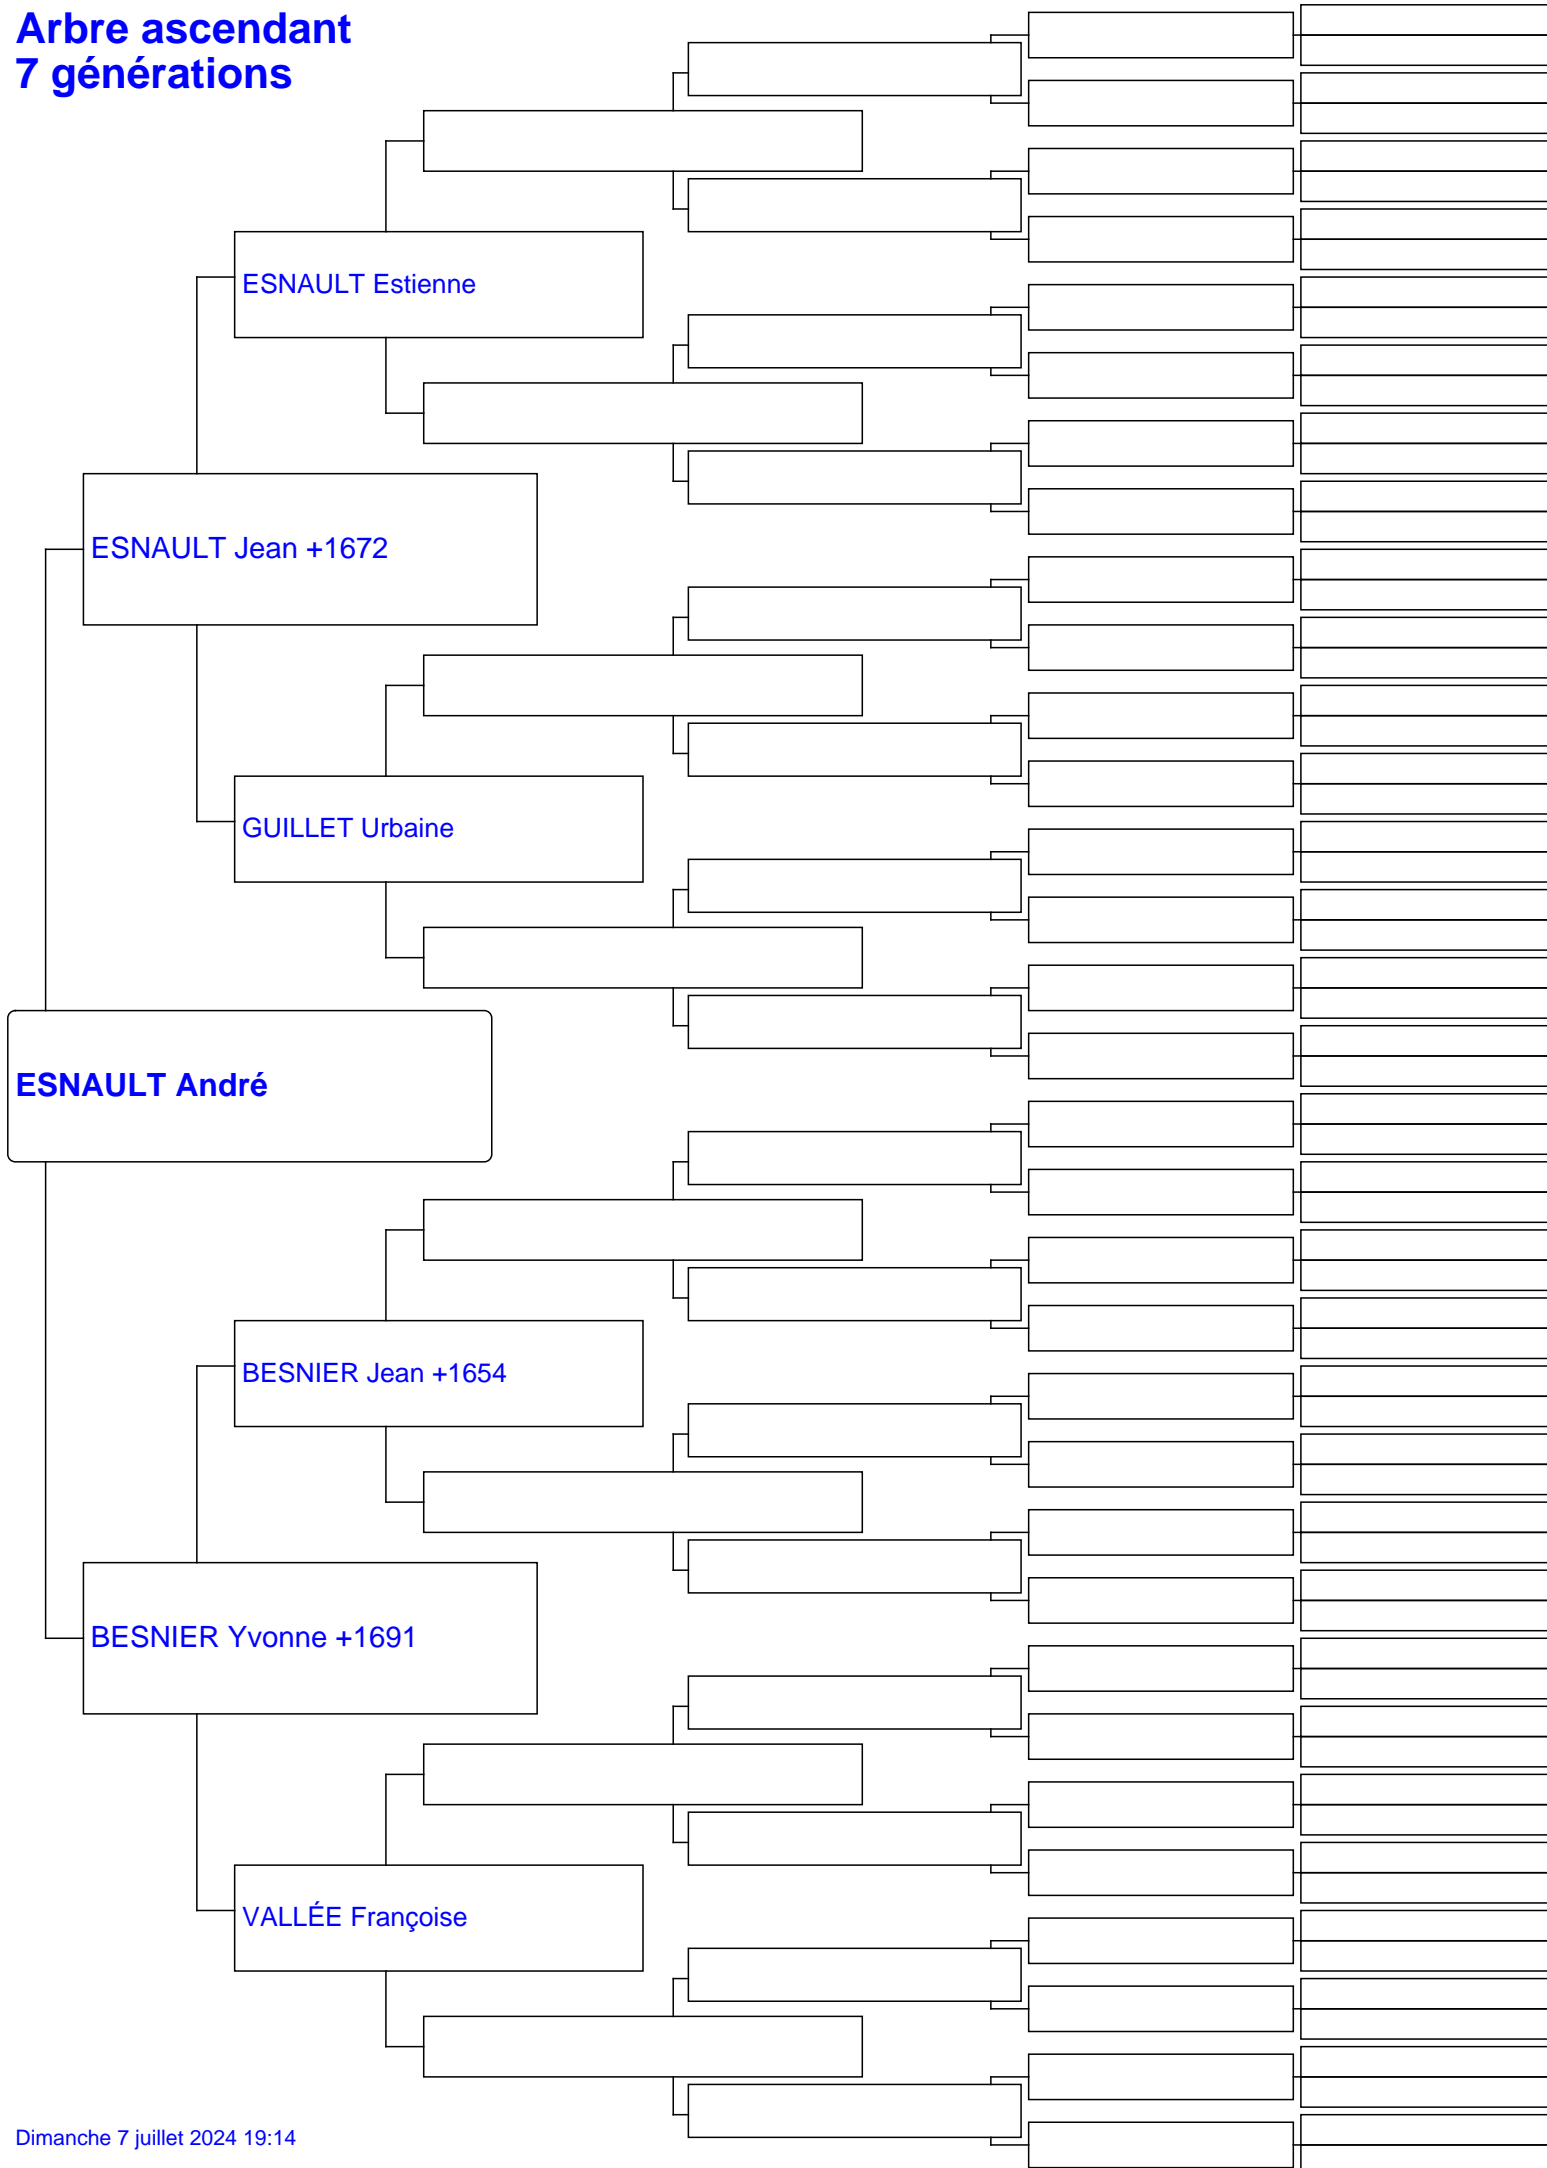 Arbre ascendant
7 générations
ESNAULT Estienne
ESNAULT Jean +1672
GUILLET Urbaine
ESNAULT André
BESNIER Jean +1654
BESNIER Yvonne +1691
VALLÉE Françoise
Dimanche 7 juillet 2024 19:14